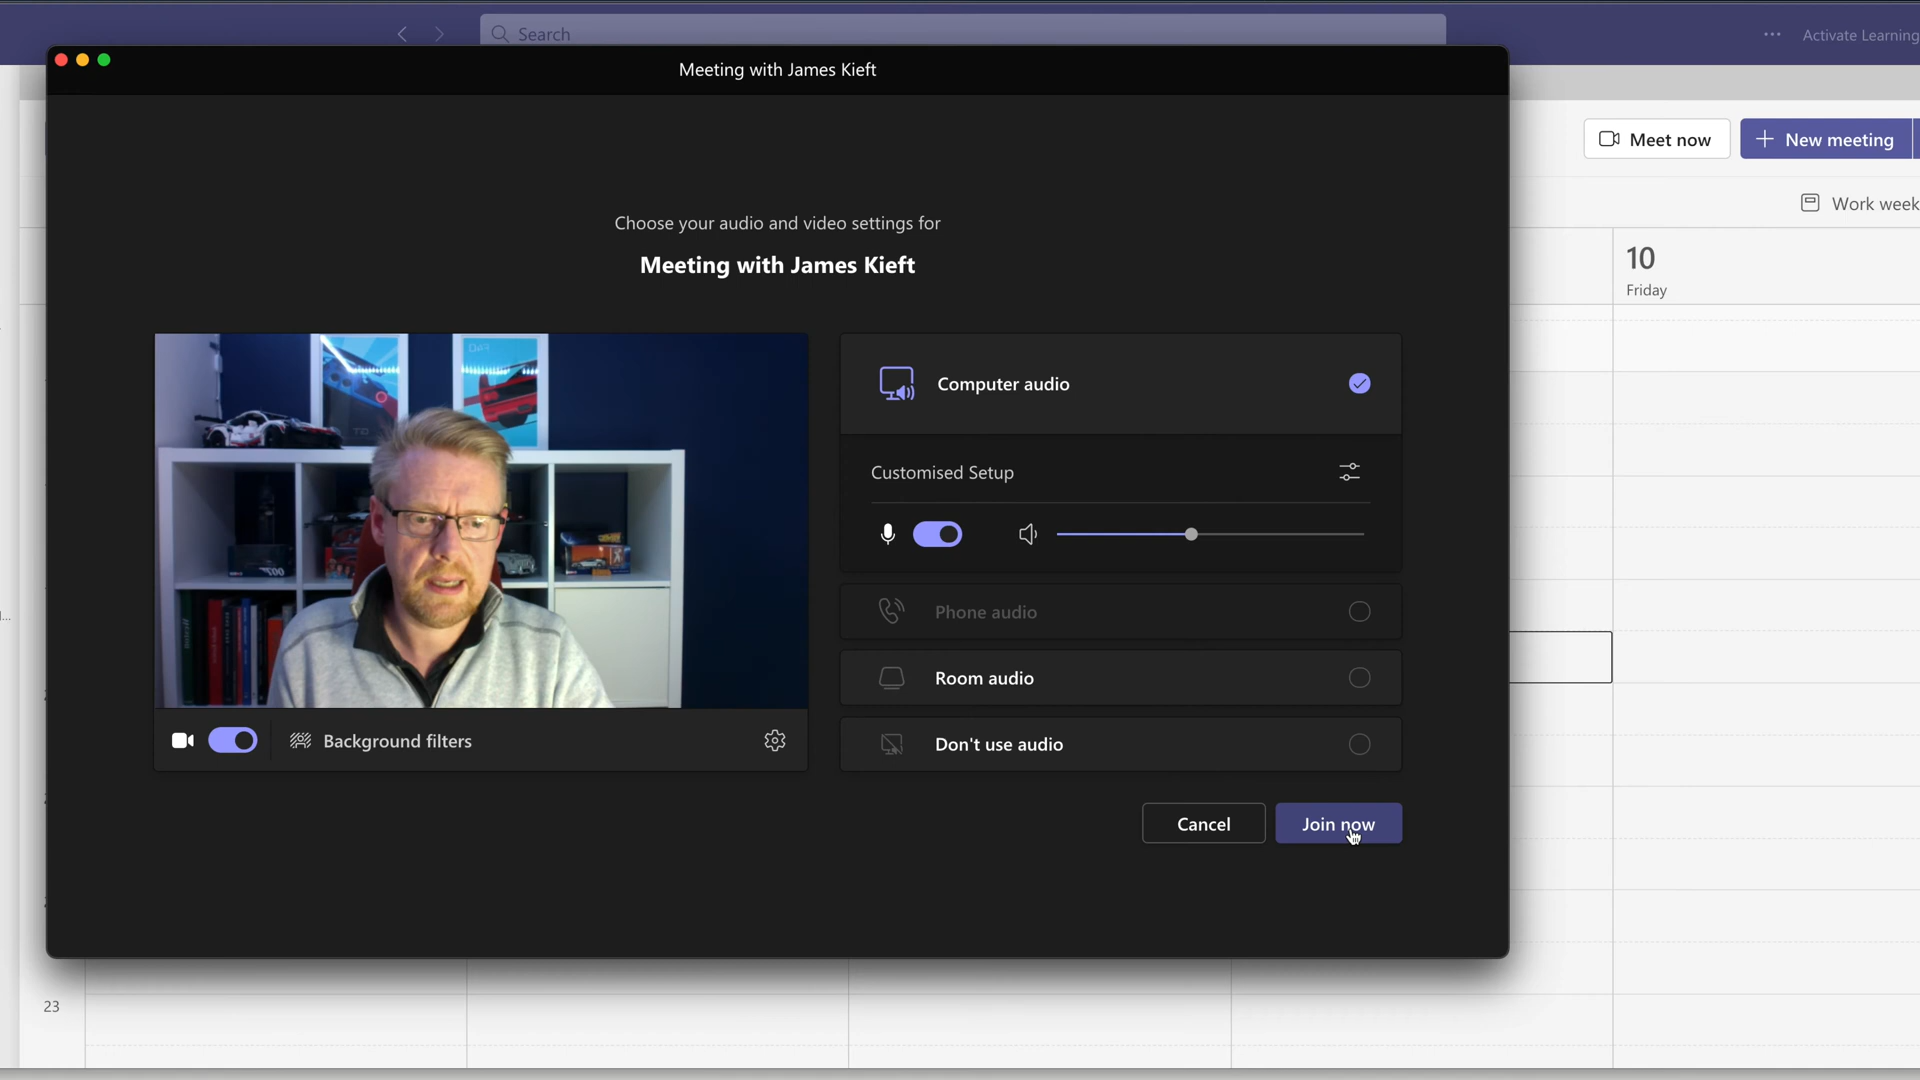 Search
Activate Learning
Meeting with James Kieft
Meet now
New meeting
Work week
10
Friday
Choose your audio and video settings for
Meeting with James Kieft
Computer audio
Customised Setup
Phone audio
Room audio
Don't use audio
Background filters
Cancel
Join now
007
23